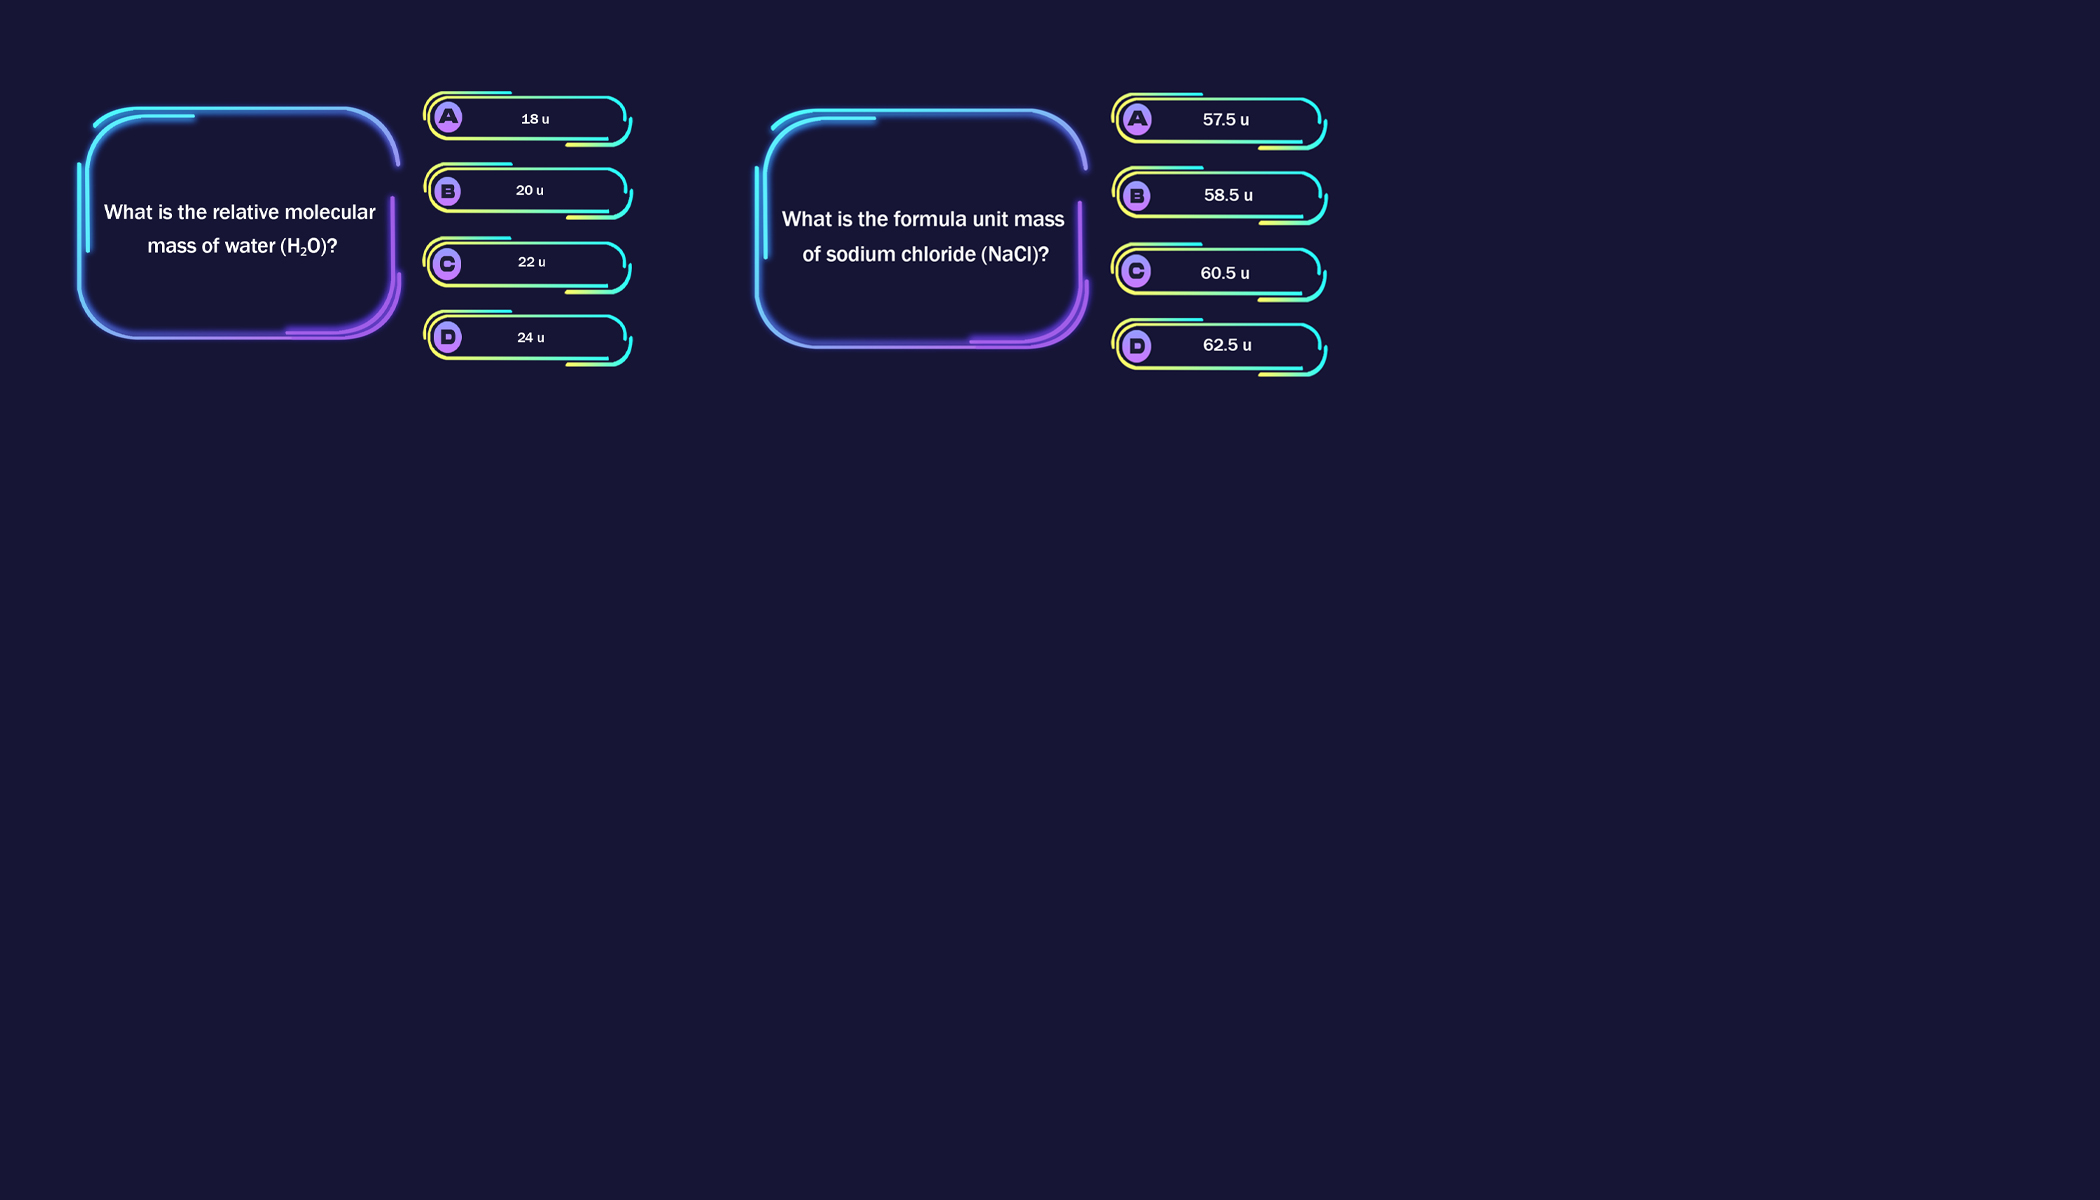 What is the relative molecular
mass of water (H₂O)?
A 18 u
B 20 u
C 22 u
D 24 u
What is the formula unit mass
of sodium chloride (NaCl)?
A 57.5 u
B 58.5 u
C 60.5 u
D 62.5 u